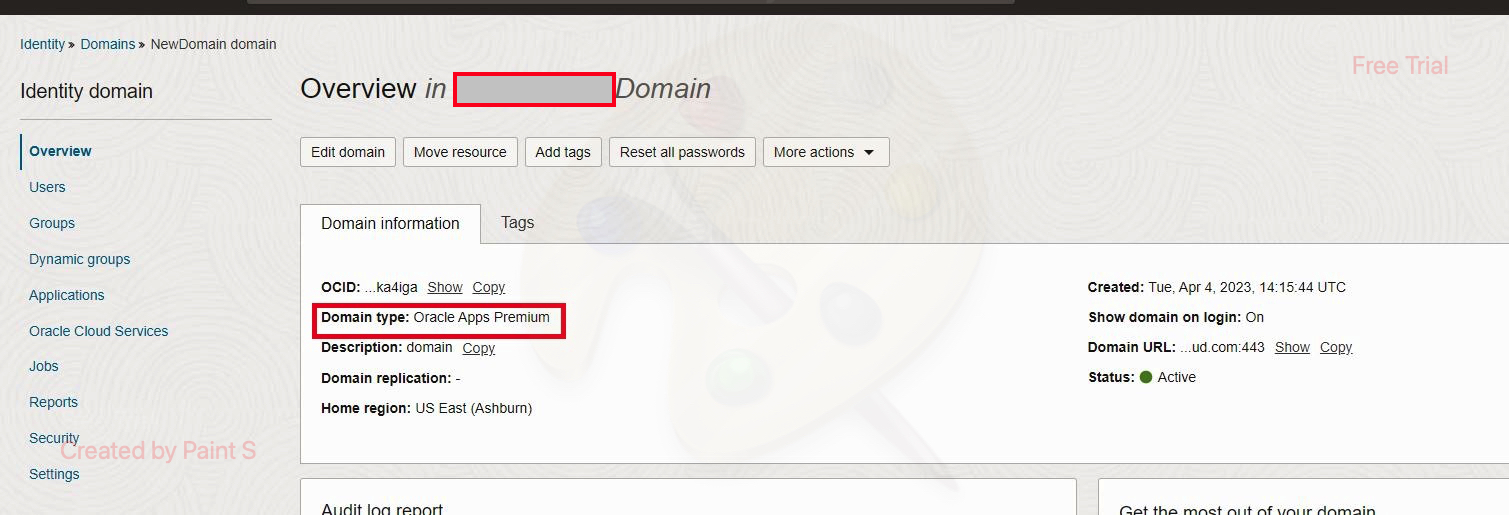 Identity » Domains » NewDomain domain
Free Trial
Identity domain
Overview in Domain
Edit domain Move resource Add tags Reset all passwords More actions
Overview
Users
Groups
Dynamic groups
Applications
Oracle Cloud Services
Jobs
Reports
Security
Settings
Created by Paint S
Domain information Tags
OCID: ...ka4iga Show Copy
Domain type: Oracle Apps Premium
Description: domain Copy
Domain replication: -
Home region: US East (Ashburn)
Created: Tue, Apr 4, 2023, 14:15:44 UTC
Show domain on login: On
Domain URL: ...ud.com:443 Show Copy
Status: Active
Audit log report
Get the most out of your domain